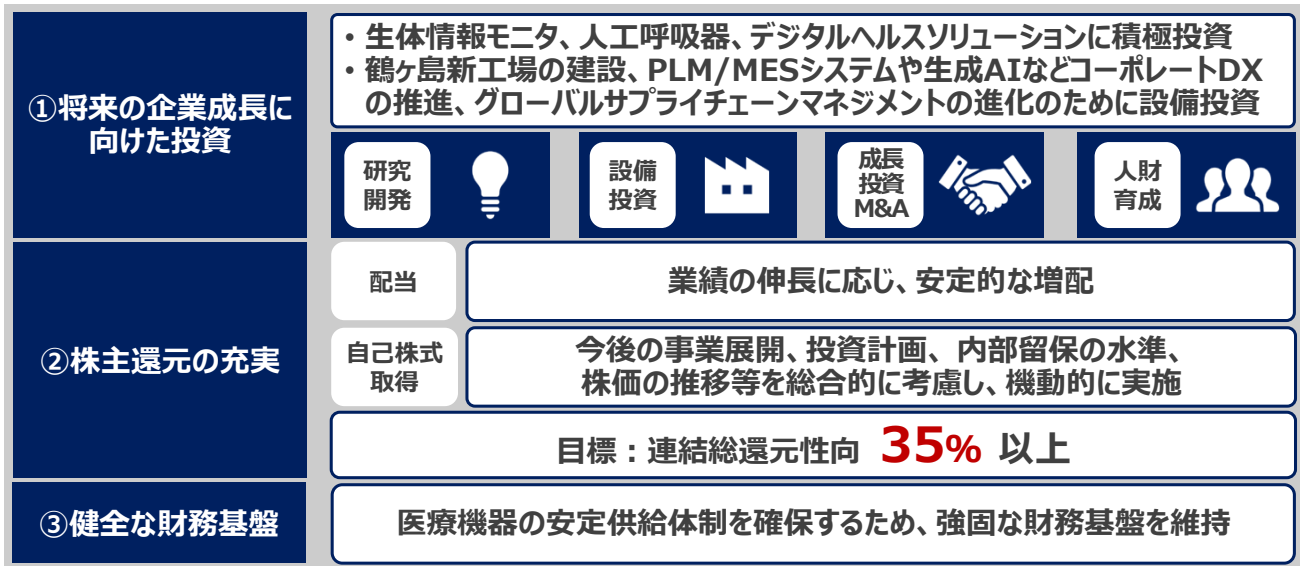 ①将来の企業成長に
向けた投資
・生体情報モニタ、人工呼吸器、デジタルヘルスソリューションに積極投資
・鶴ヶ島新工場の建設、PLM/MESシステムや生成AIなどコーポレートDX
の推進、グローバルサプライチェーンマネジメントの進化のために設備投資
研究
開発
設備
投資
成長
投資
M&A
人財
育成
②株主還元の充実
配当
業績の伸長に応じ、安定的な増配
自己株式
取得
今後の事業展開、投資計画、内部留保の水準、
株価の推移等を総合的に考慮し、機動的に実施
目標：連結総還元性向 35% 以上
③健全な財務基盤
医療機器の安定供給体制を確保するため、強固な財務基盤を維持